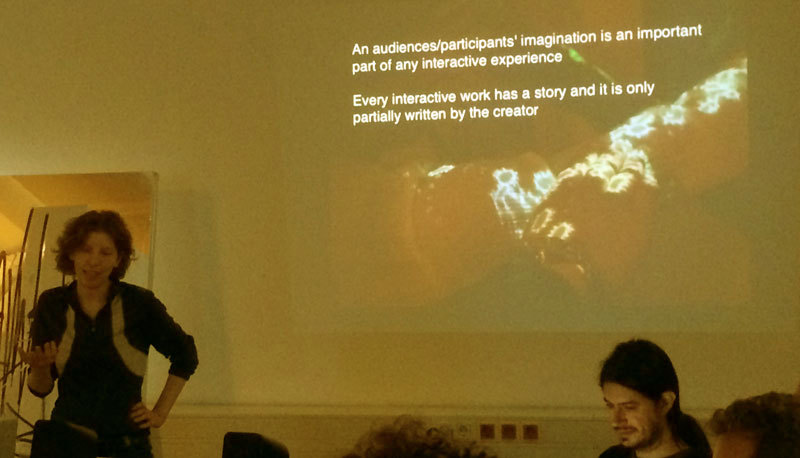 An audiences/participants' imagination is an important
part of any interactive experience
Every interactive work has a story and it is only
partially written by the creator